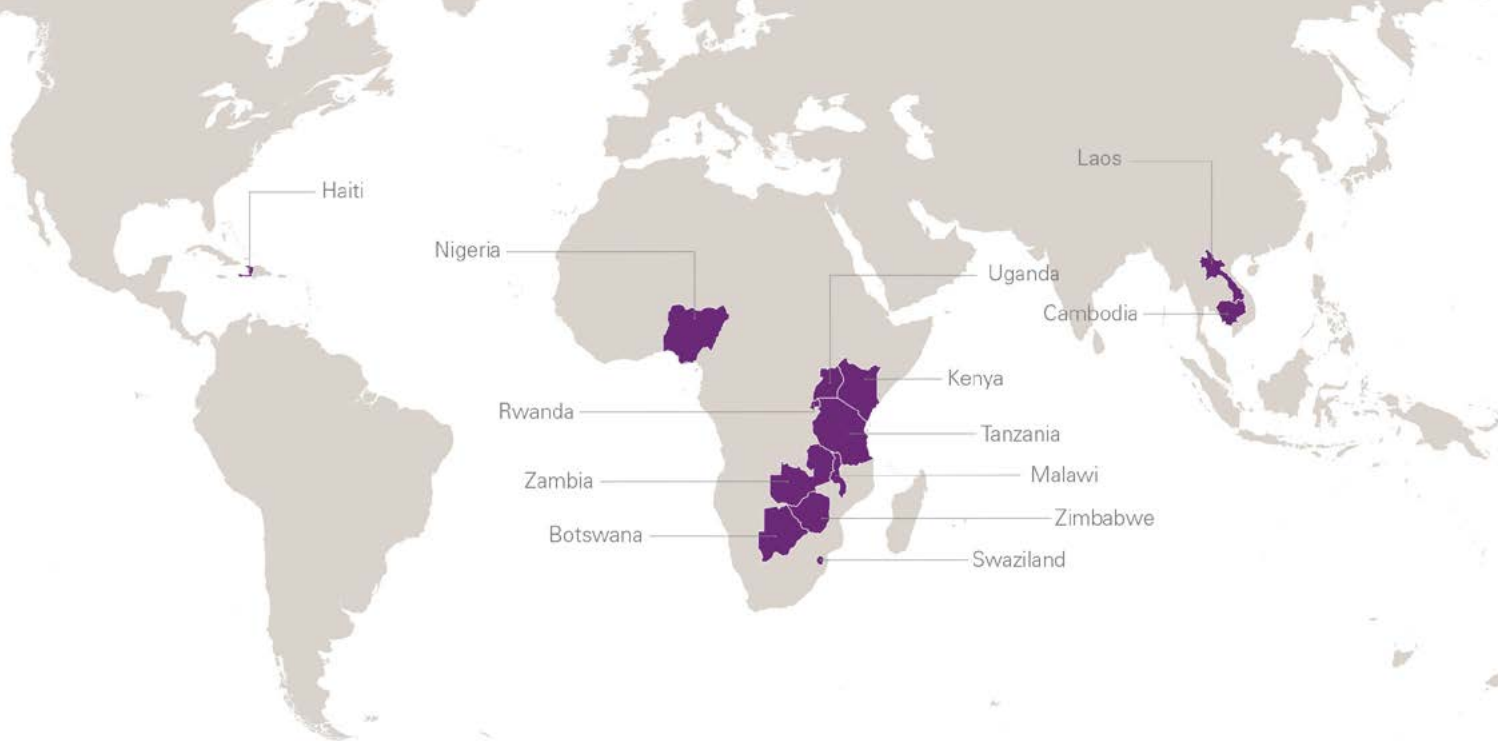 Laos
Haiti
Nigeria
Uganda
Cambodia
Kenya
Rwanda
Tanzania
Malawi
Zambia
Zimbabwe
Botswana
Swaziland